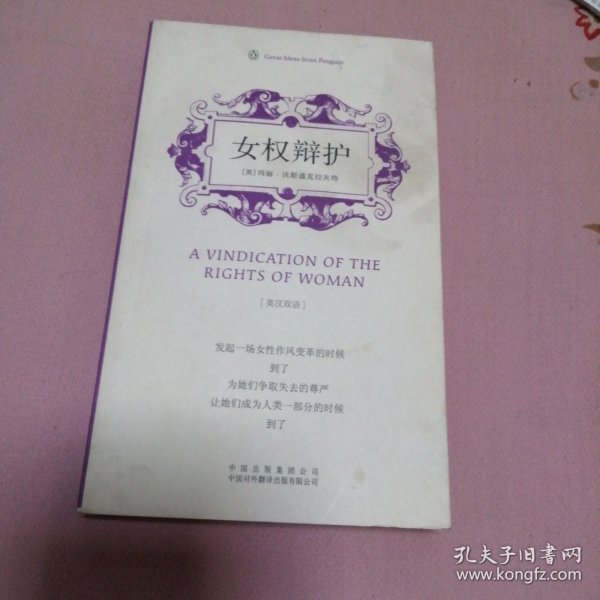 Great Ideas from Penguin
女权辩护
[英]玛丽·沃斯通克拉夫特
A VINDICATION OF THE
RIGHTS OF WOMAN
[英汉双语]
发起一场女性作风变革的时候
到了
为她们争取失去的尊严
让她们成为人类一部分的时候
到了
中国出版集团公司
中国对外翻译出版有限公司
孔夫子旧书网
www.kongfz.com